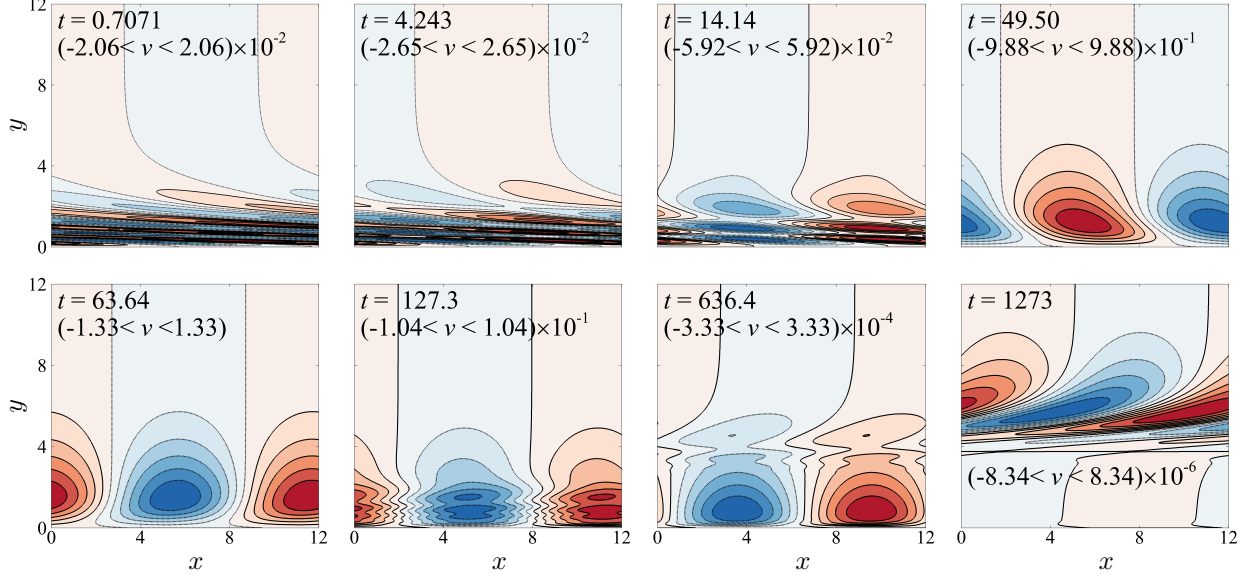 12
8
4
0
y
t = 0.7071
(-2.06< v < 2.06)×10-2
t = 4.243
(-2.65< v < 2.65)×10-2
t = 14.14
(-5.92< v < 5.92)×10-2
t = 49.50
(-9.88< v < 9.88)×10-1
12
8
4
0
y
t = 63.64
(-1.33< v <1.33)
t = 127.3
(-1.04< v < 1.04)×10-1
t = 636.4
(-3.33< v < 3.33)×10-4
t = 1273
(-8.34< v < 8.34)×10-6
0 4 8 12
x
0 4 8 12
x
0 4 8 12
x
0 4 8 12
x